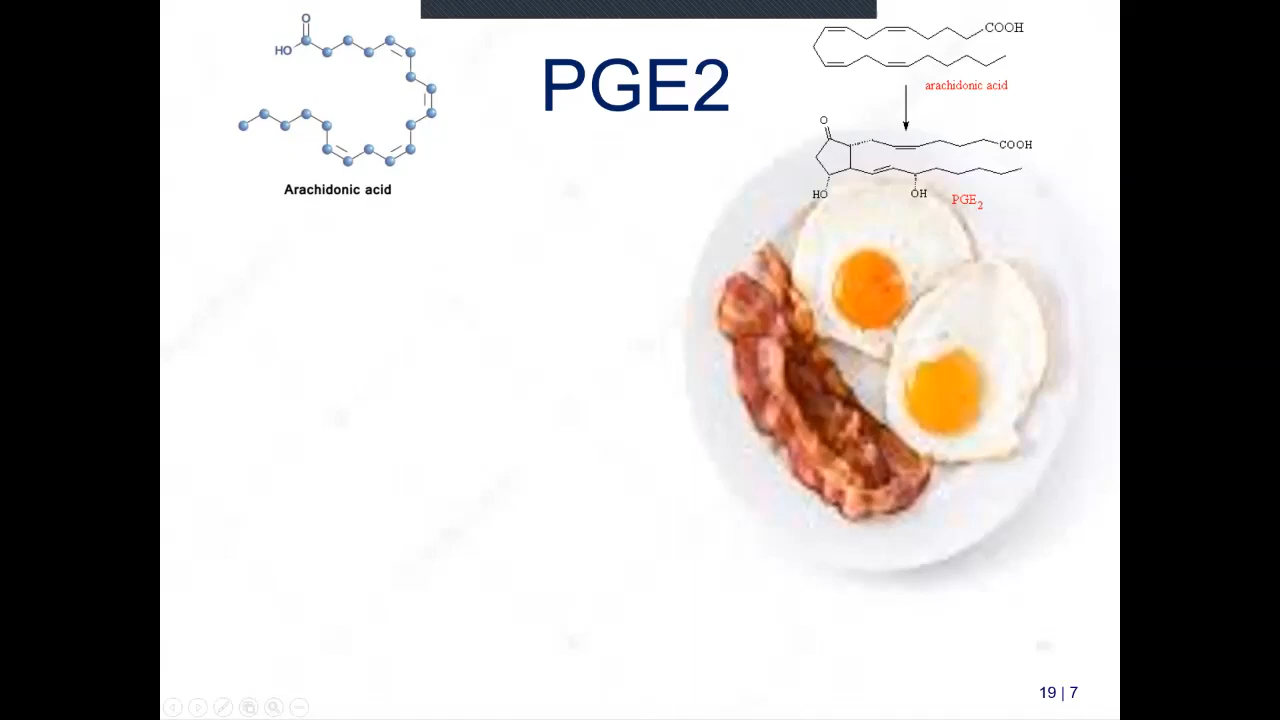 O
HO
Arachidonic acid
PGE2
COOH
arachidonic acid
O
COOH
HO
OH
PGE2
19 | 7